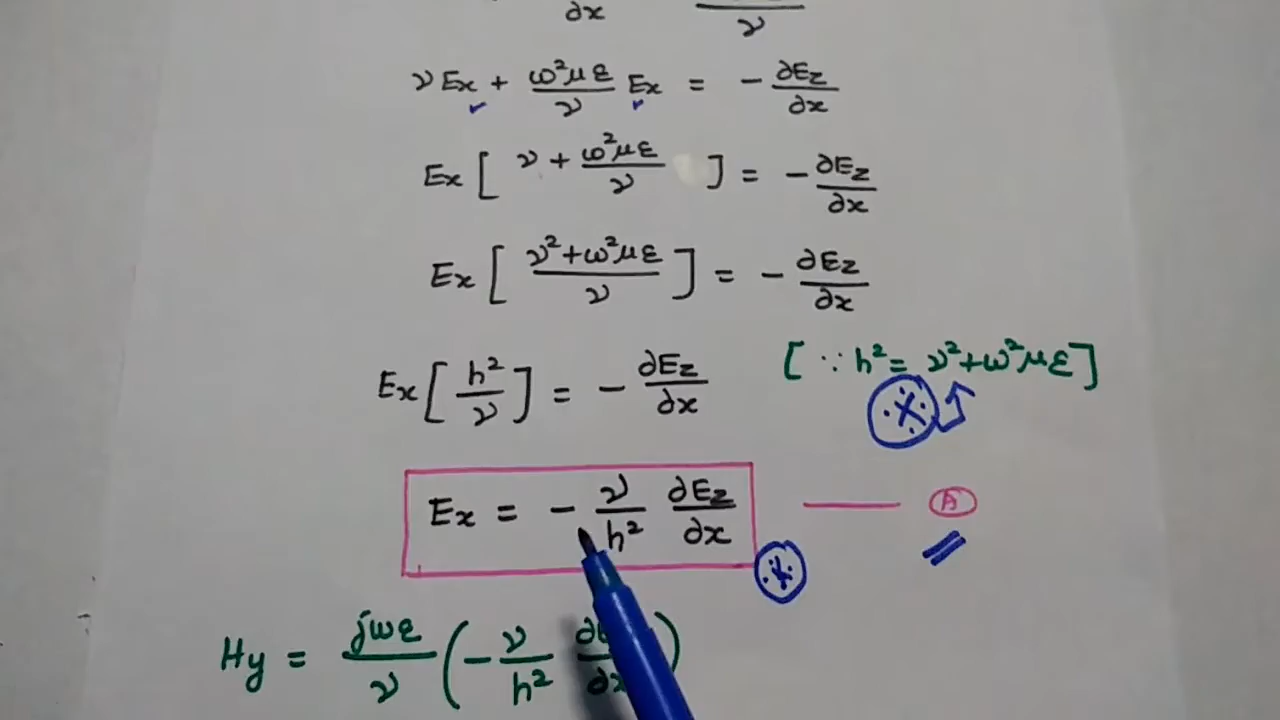 ∂x ν
νEx + ω²με/ν Ex = - ∂Ez/∂x
Ex [ ν + ω²με/ν ] = - ∂Ez/∂x
Ex [ ν²+ω²με/ν ] = - ∂Ez/∂x
Ex [ h²/ν ] = - ∂Ez/∂x [ ∵ h² = ν²+ω²με ]
Ex = - ν/h² ∂Ez/∂x — A
Hy = jωε/ν ( - ν/h² ∂E /∂x )